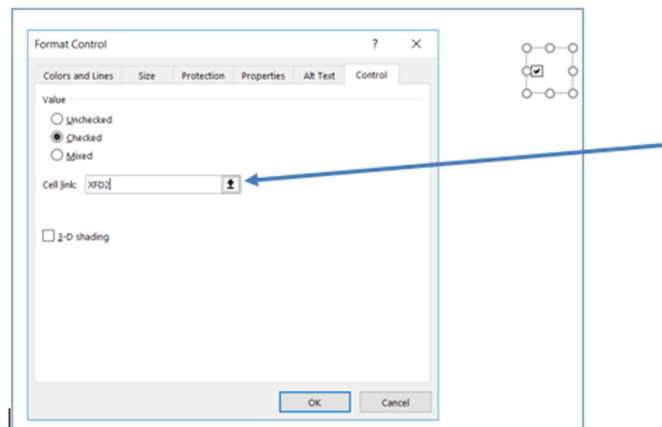 Format Control
? ×
Colors and Lines Size Protection Properties Alt Text Control
Value
Unchecked
Checked
Mixed
Cell link: XFD2
3-D shading
OK Cancel